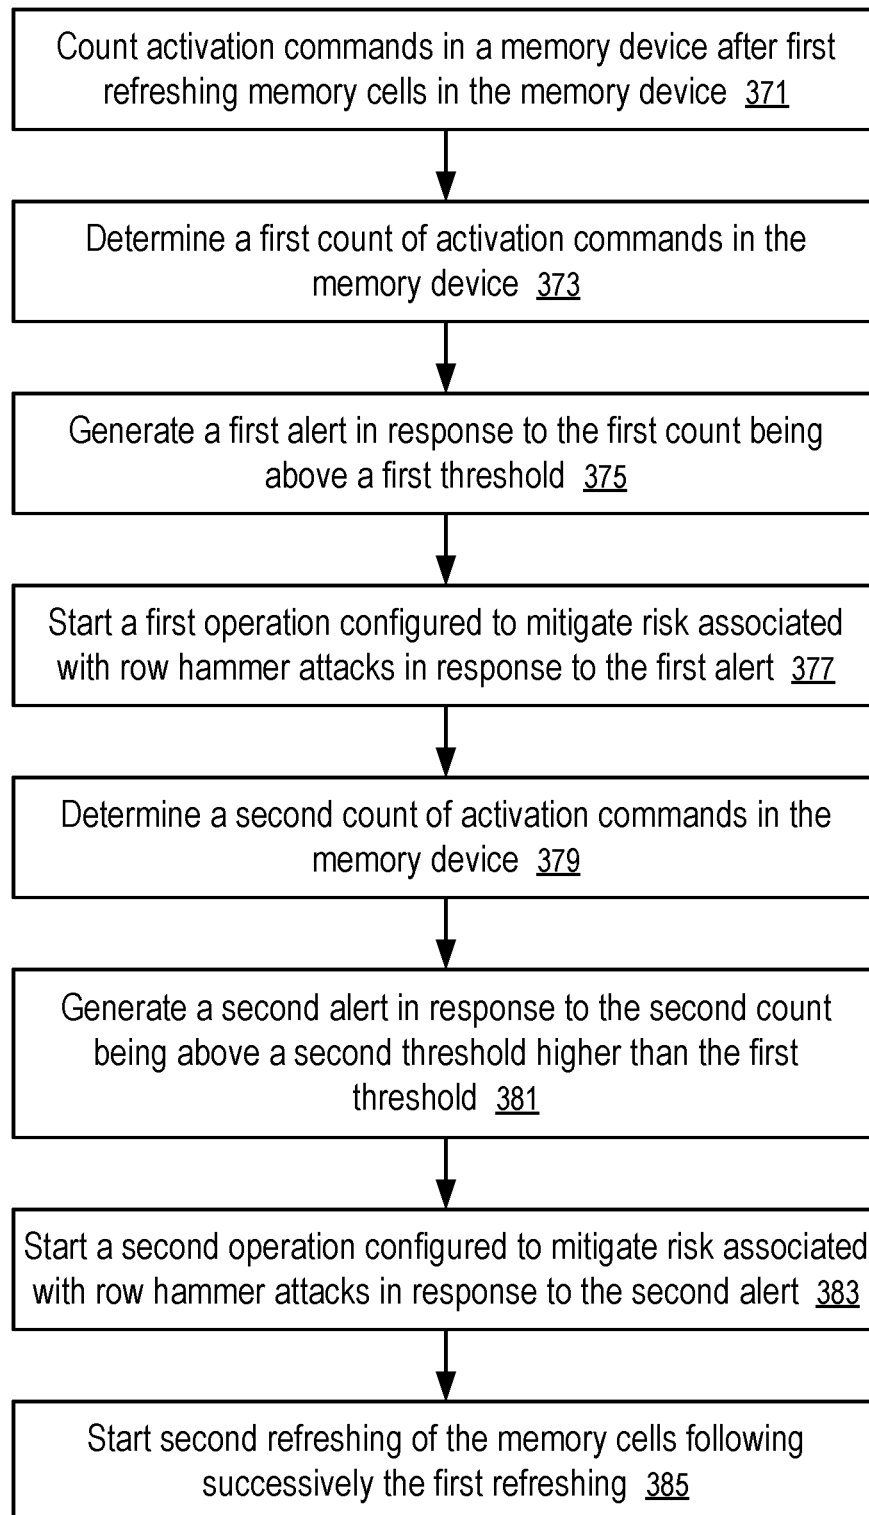 Count activation commands in a memory device after first
refreshing memory cells in the memory device 371
Determine a first count of activation commands in the
memory device 373
Generate a first alert in response to the first count being
above a first threshold 375
Start a first operation configured to mitigate risk associated
with row hammer attacks in response to the first alert 377
Determine a second count of activation commands in the
memory device 379
Generate a second alert in response to the second count
being above a second threshold higher than the first
threshold 381
Start a second operation configured to mitigate risk associated
with row hammer attacks in response to the second alert 383
Start second refreshing of the memory cells following
successively the first refreshing 385